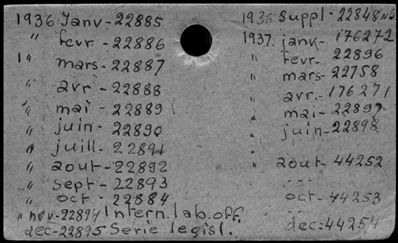 1936 Janv - 22885
" fevr - 22886
" mars - 22887
" avr - 22888
" mai - 22889
" juin - 22890
" juill - 22891
" aout - 22892
" Sept - 22893
" oct - 22884
" nov - 22894 Intern. lab. off.
dec - 22895 Serie legisl.
1936 Suppl - 22848
1937. janv - 176272
" fevr - 22896
" mars - 22758
" avr. - 176271
" mai - 22897
" juin - 22898
" aout - 44252
oct - 44253
dec: 44254